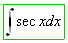 ∫ sec xdx